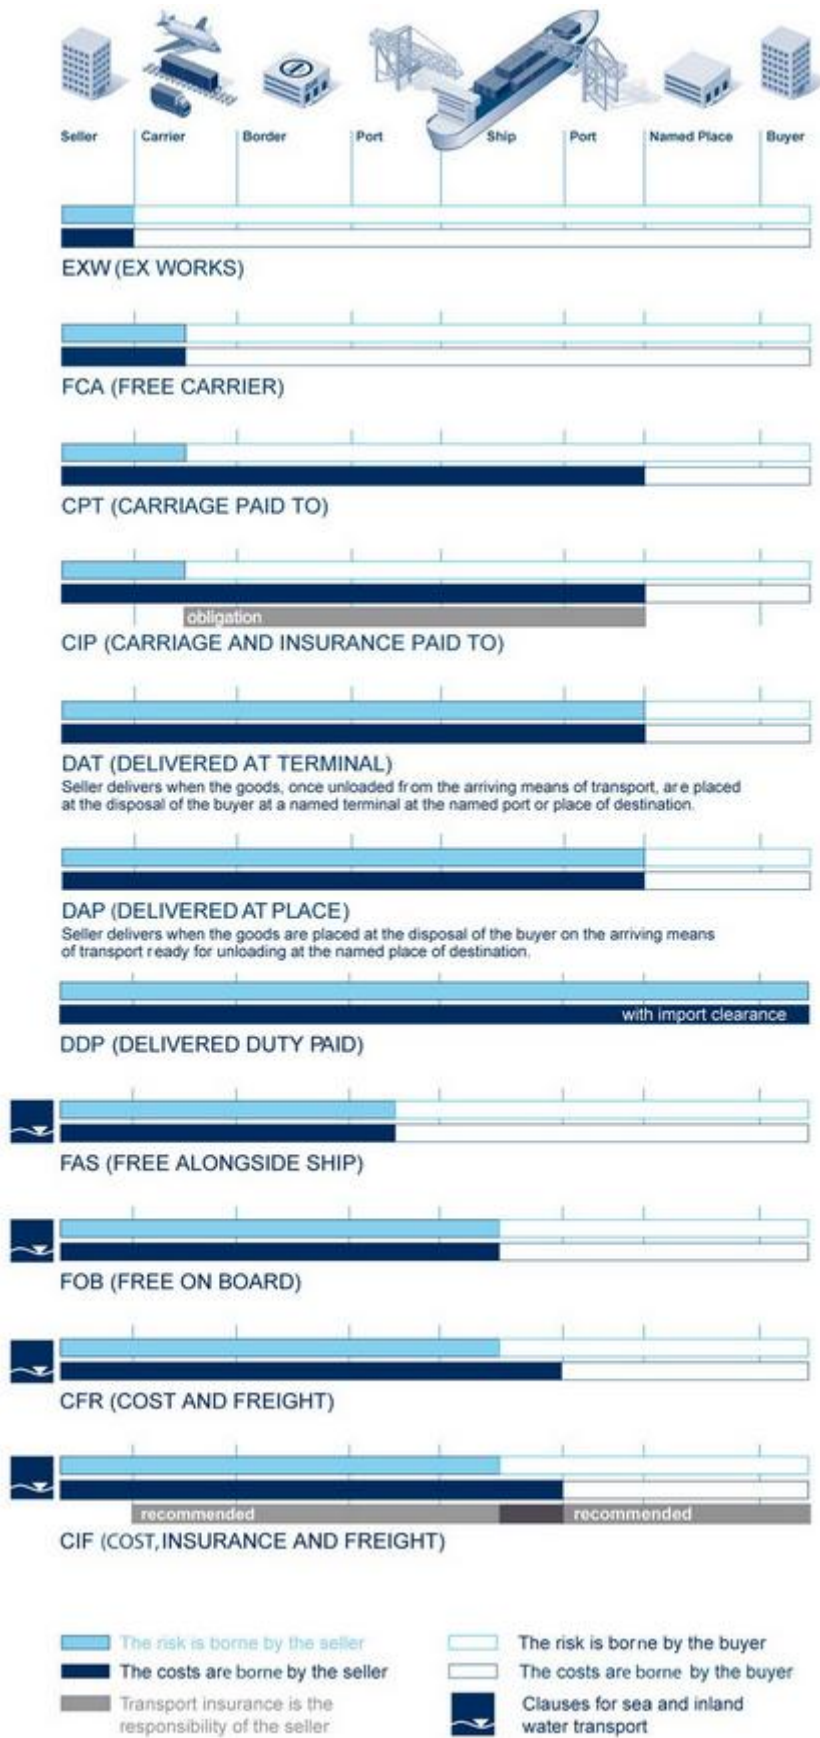 Seller
Carrier
Border
Port
Ship
Port
Named Place
Buyer
EXW (EX WORKS)
FCA (FREE CARRIER)
CPT (CARRIAGE PAID TO)
obligation
CIP (CARRIAGE AND INSURANCE PAID TO)
DAT (DELIVERED AT TERMINAL)
Seller delivers when the goods, once unloaded from the arriving means of transport, are placed
at the disposal of the buyer at a named terminal at the named port or place of destination.
DAP (DELIVERED AT PLACE)
Seller delivers when the goods are placed at the disposal of the buyer on the arriving means
of transport ready for unloading at the named place of destination.
with import clearance
DDP (DELIVERED DUTY PAID)
FAS (FREE ALONGSIDE SHIP)
FOB (FREE ON BOARD)
CFR (COST AND FREIGHT)
recommended
recommended
CIF (COST, INSURANCE AND FREIGHT)
The risk is borne by the seller
The costs are borne by the seller
Transport insurance is the
responsibility of the seller
The risk is borne by the buyer
The costs are borne by the buyer
Clauses for sea and inland
water transport